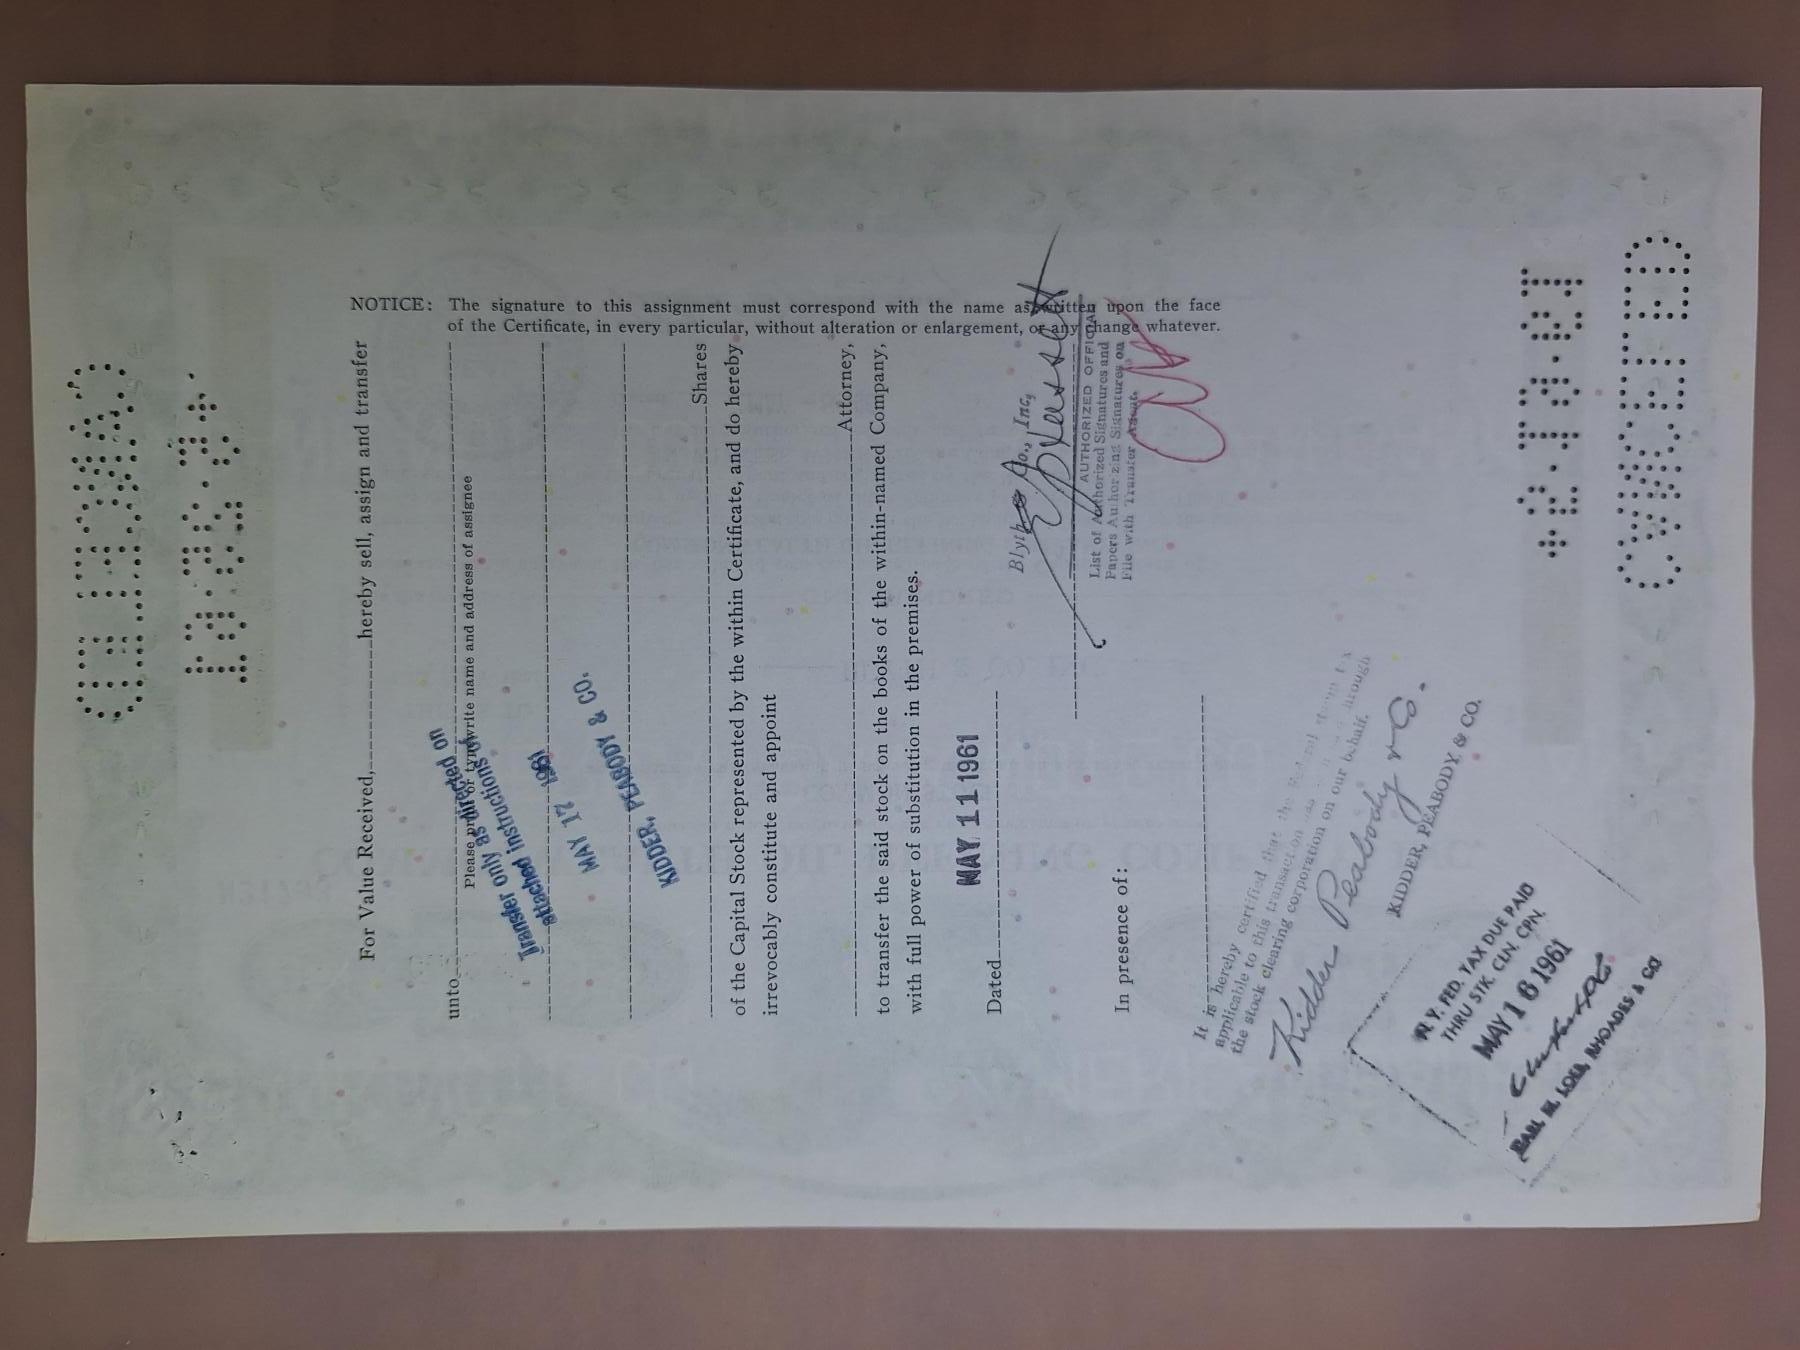 NOTICE: The signature to this assignment must correspond with the name as written upon the face
of the Certificate, in every particular, without alteration or enlargement, or any change whatever.
For Value Received, hereby sell, assign and transfer
unto
Please print or typewrite name and address of assignee
Transfer only as directed on
attached instructions
MAY 17 1961
KIDDER, PEABODY & CO.
Shares
of the Capital Stock represented by the within Certificate, and do hereby
irrevocably constitute and appoint
Attorney,
to transfer the said stock on the books of the within-named Company,
with full power of substitution in the premises.
Dated MAY 11 1961
Blyth & Co., Inc,
AUTHORIZED OFFICIAL
List of Authorized Signatures and
Papers Authorizing Signatures on
File with Transfer Agents
In presence of:
It is hereby certified that the Federal
applicable to this transaction was through
the stock clearing corporation on our behalf.
Kidder Peabody & Co.
KIDDER, PEABODY, & CO.
N. Y. FED. TAX DUE PAID
THRU STK. CLN. CPN.
MAY 16 1961
CARL M. LOEB, RHOADES & CO